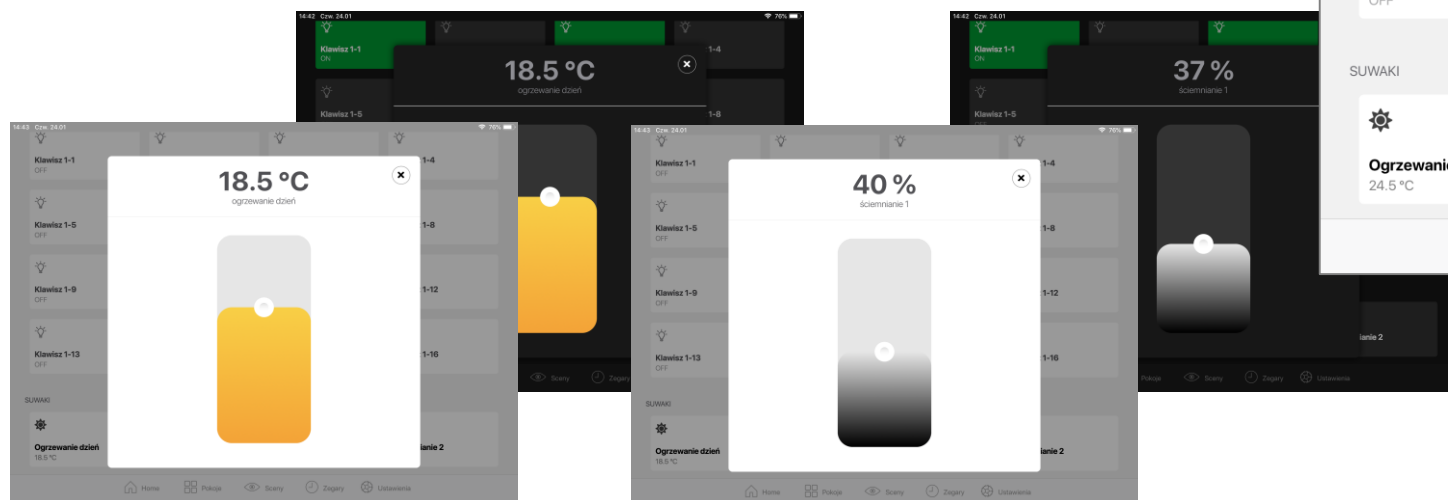 14:42 Czw. 24.01
76%
Klawisz 1-1
ON
1-4
18.5 °C
ogrzewanie dzień
Klawisz 1-5
1-8
Sceny
Zegary
14:42 Czw. 24.01
Klawisz 1-1
ON
37 %
ściemnianie 1
Klawisz 1-5
OFF
ianie 2
Pokoje
Sceny
Zegary
Ustawienia
OFF
SUWAKI
Ogrzewanie
24.5 °C
14:43 Czw. 24.01
76%
Klawisz 1-1
OFF
1-4
18.5 °C
ogrzewanie dzień
Klawisz 1-5
OFF
1-8
Klawisz 1-9
OFF
1-12
Klawisz 1-13
OFF
1-16
SUWAKI
Ogrzewanie dzień
18.5 °C
ianie 2
Home
Pokoje
Sceny
Zegary
Ustawienia
14:43 Czw. 24.01
76%
Klawisz 1-1
OFF
1-4
40 %
ściemnianie 1
Klawisz 1-5
OFF
1-8
Klawisz 1-9
OFF
1-12
Klawisz 1-13
OFF
1-16
SUWAKI
Ogrzewanie dzień
18.5 °C
ianie 2
Home
Pokoje
Sceny
Zegary
Ustawienia